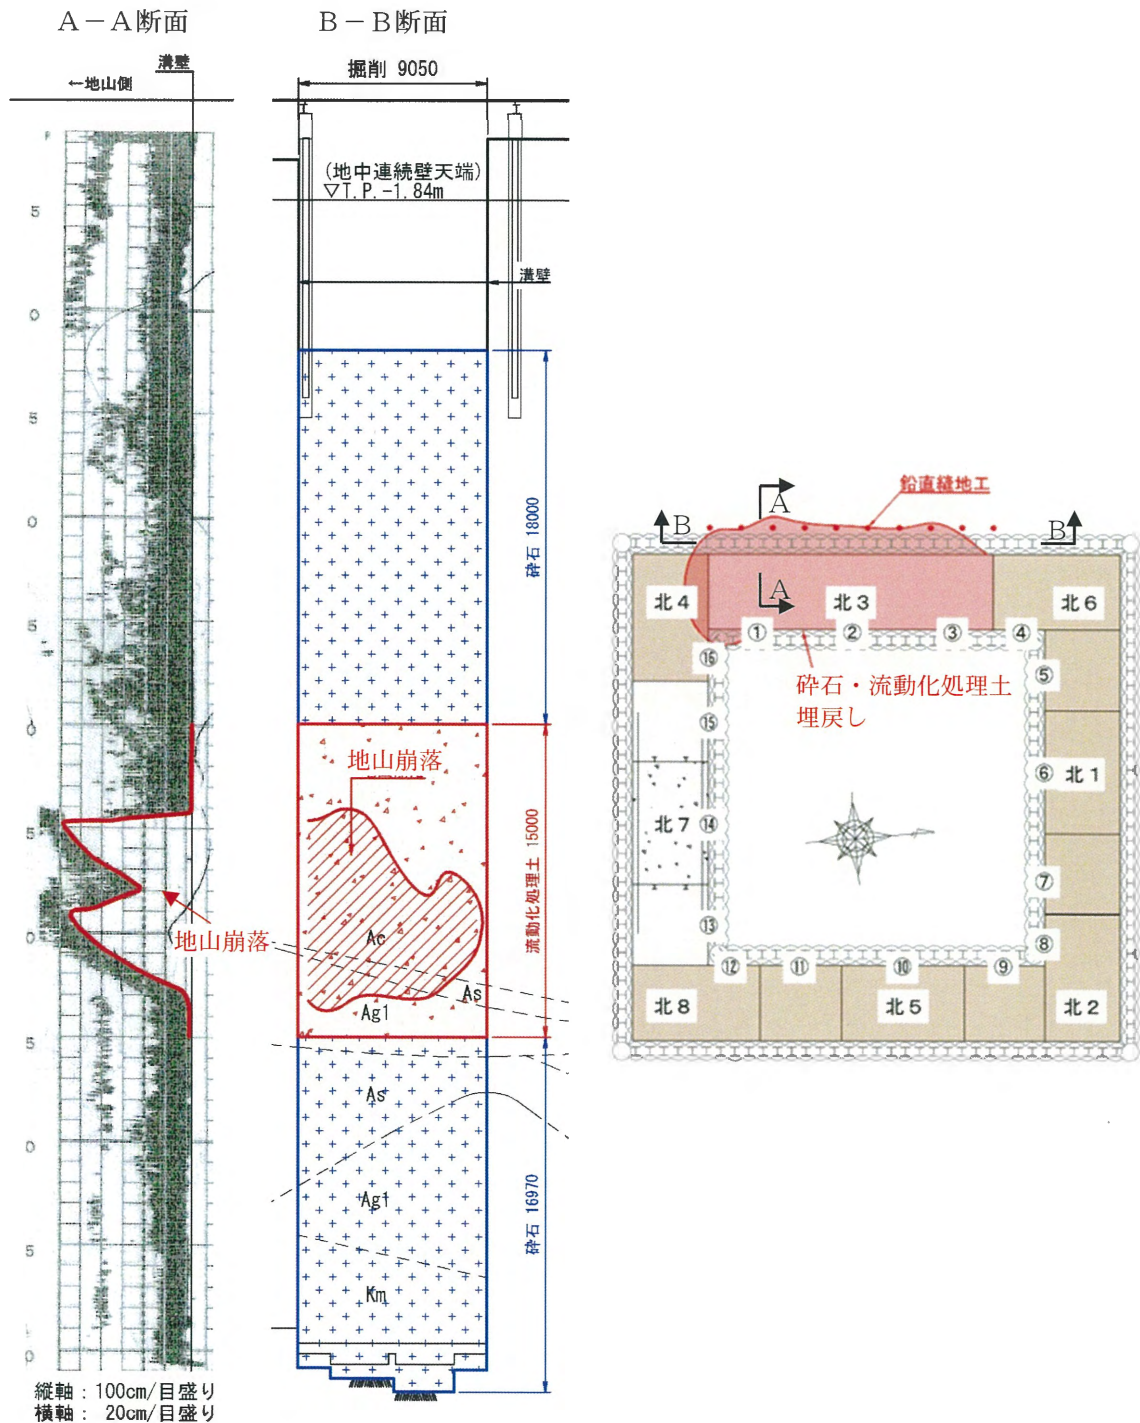 A－A断面
B－B断面
溝壁
←地山側
掘削 9050
(地中連続壁天端)
▽T.P.-1.84m
溝壁
5
0
5
0
5
0
5
0
5
0
5
0
砕石 18000
地山崩落
流動化処理土 15000
地山崩落
Ac
As
Ag1
As
Ag1
Km
砕石 16970
縦軸：100cm/目盛り
横軸： 20cm/目盛り
鉛直縫地工
A
B
B
A
北4
北3
北6
①
②
③
④
⑯
⑤
砕石・流動化処理土
埋戻し
⑮
⑥
北1
北7
⑭
⑦
⑬
⑧
⑫
⑪
⑩
⑨
北8
北5
北2